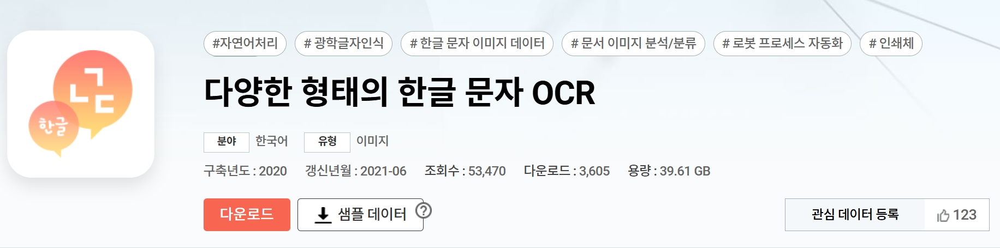 #자연어처리 # 광학글자인식 # 한글 문자 이미지 데이터 # 문서 이미지 분석/분류 # 로봇 프로세스 자동화 # 인쇄체
ㄱ
ㄴㄷ
한글
다양한 형태의 한글 문자 OCR
분야 한국어 유형 이미지
구축년도 : 2020 갱신년월 : 2021-06 조회수 : 53,470 다운로드 : 3,605 용량 : 39.61 GB
다운로드 샘플 데이터 ? 관심 데이터 등록 123